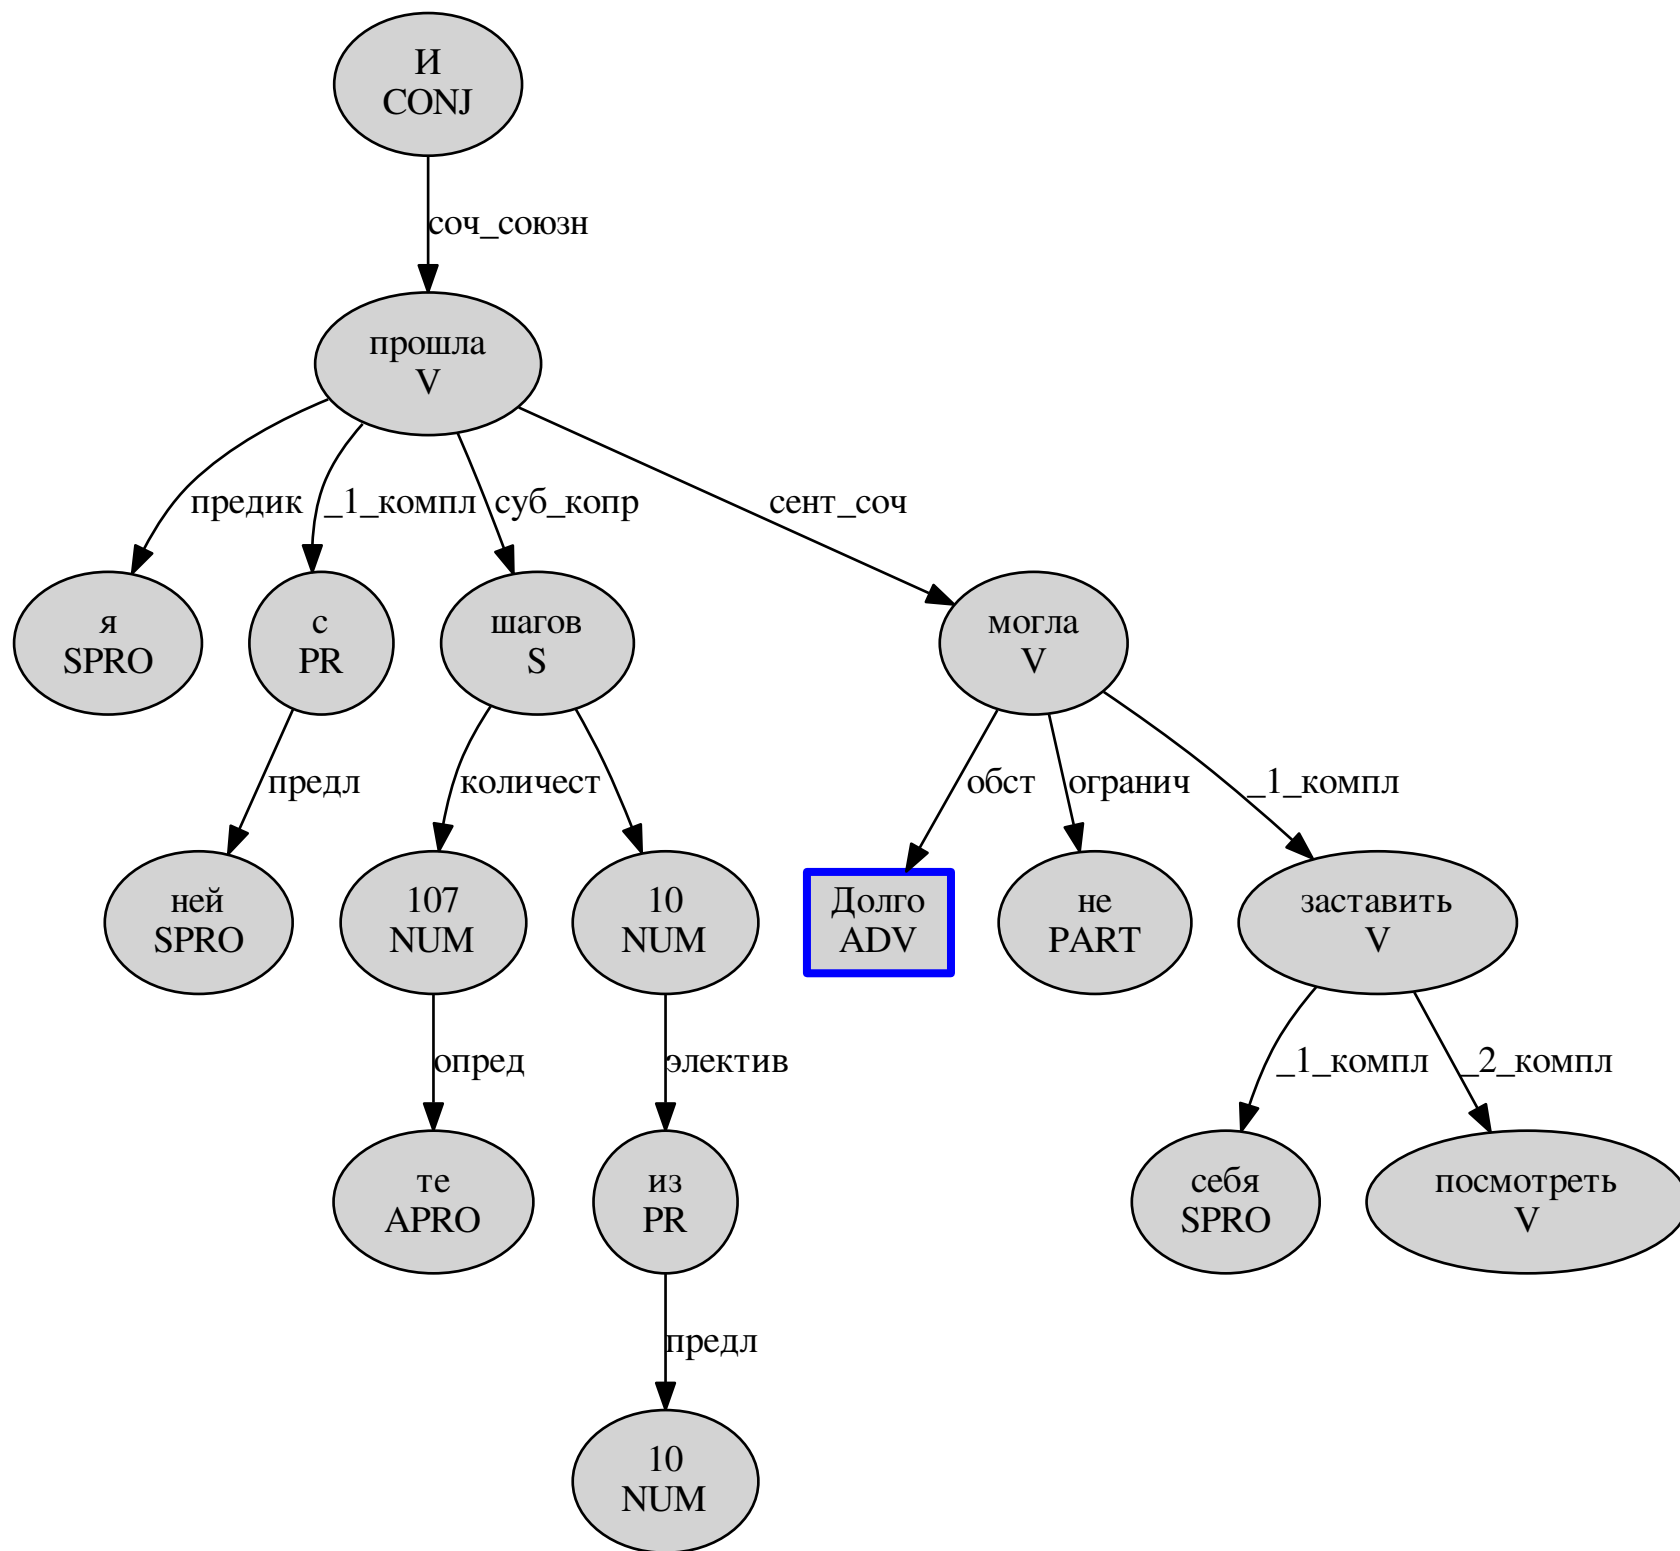 И
CONJ
соч_союзн
прошла
V
предик
_1_компл
суб_копр
сент_соч
я
SPRO
с
PR
шагов
S
могла
V
предл
количест
обст
огранич
_1_компл
ней
SPRO
107
NUM
10
NUM
Долго
ADV
не
PART
заставить
V
опред
электив
_1_компл
_2_компл
те
APRO
из
PR
себя
SPRO
посмотреть
V
предл
10
NUM